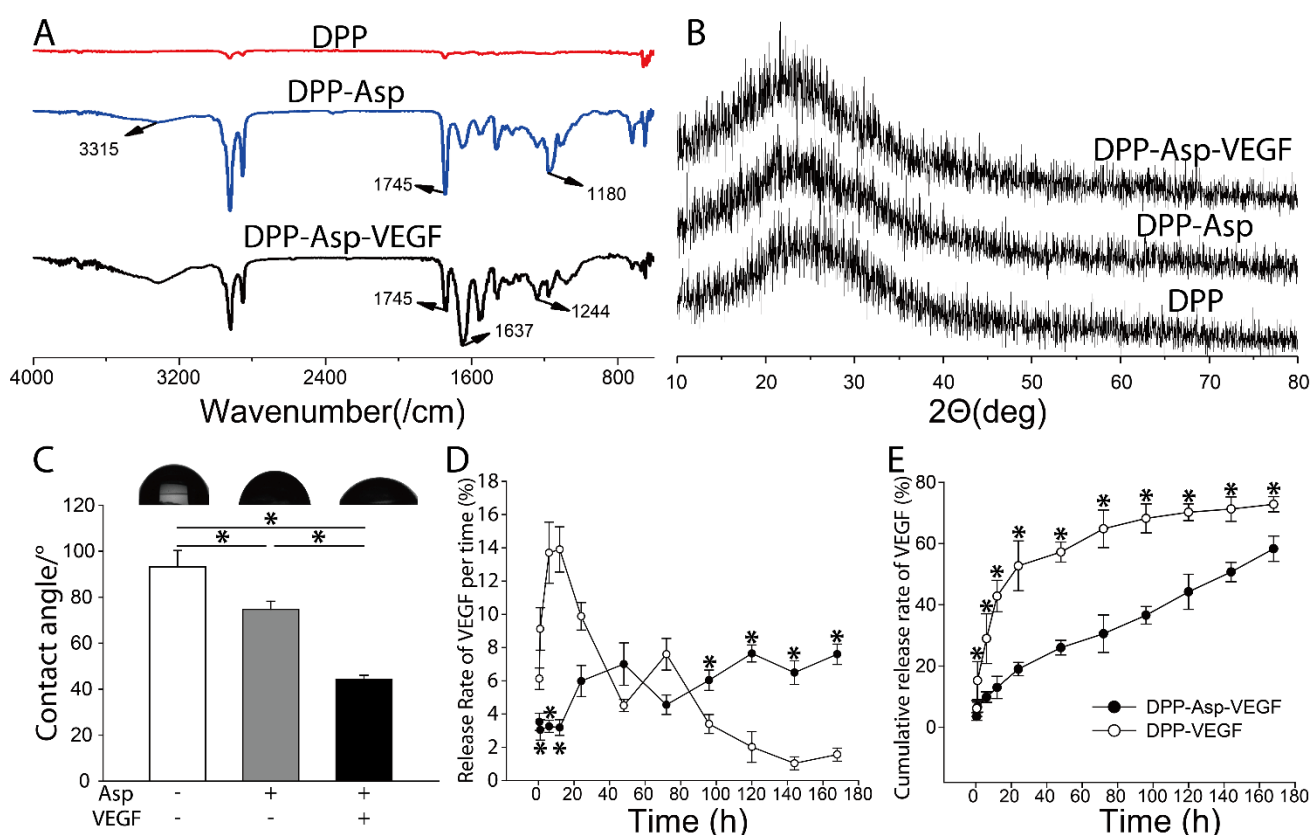 A
DPP
DPP-Asp
3315
1745
1180
DPP-Asp-VEGF
1745
1637
1244
4000 3200 2400 1600 800
Wavenumber(/cm)
B
DPP-Asp-VEGF
DPP-Asp
DPP
10 20 30 40 50 60 70 80
2Θ(deg)
C
Contact angle/°
120
100
80
60
40
20
0
* * *
Asp - + +
VEGF - - +
D
Release Rate of VEGF per time (%)
18
16
14
12
10
8
6
4
2
0
* * * * * * *
0 20 40 60 80 100 120 140 160 180
Time (h)
E
Cumulative release rate of VEGF (%)
80
60
40
20
0
* * * * * * * * * *
DPP-Asp-VEGF
DPP-VEGF
0 20 40 60 80 100 120 140 160 180
Time (h)